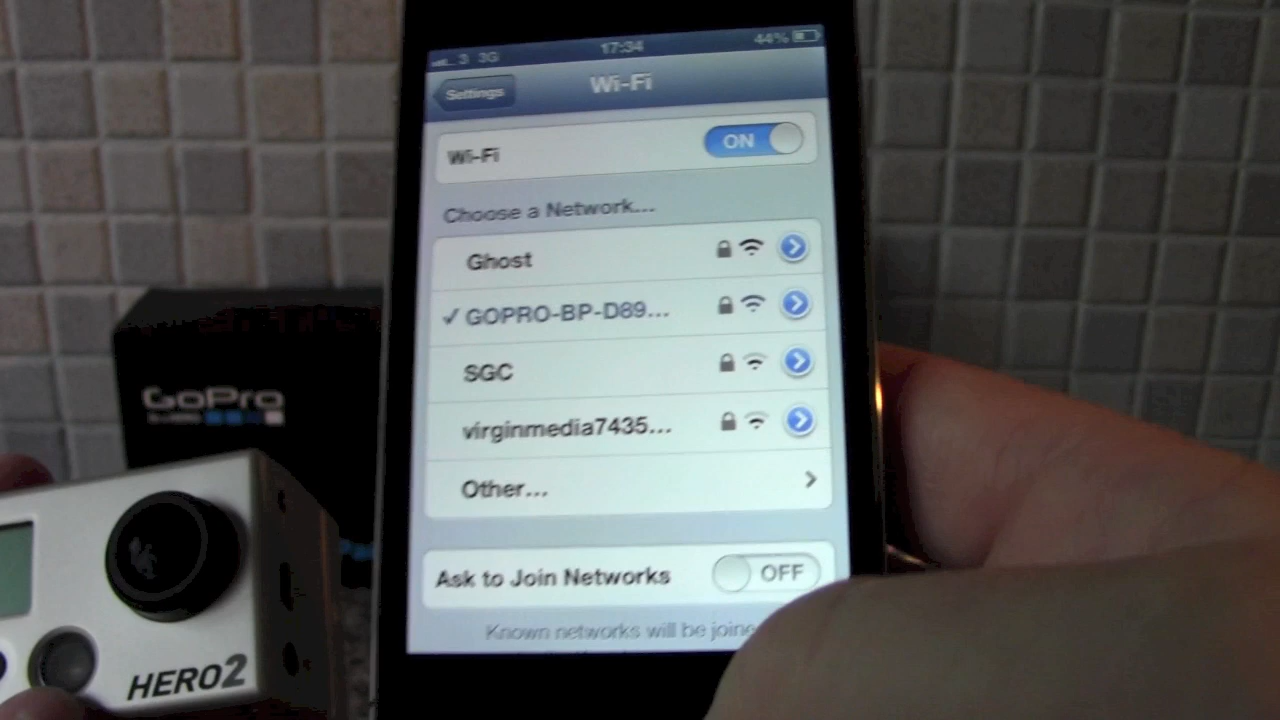 3 3G 17:34 44%
Settings Wi-Fi
Wi-Fi ON
Choose a Network...
Ghost
✓ GOPRO-BP-D89...
SGC
virginmedia7435...
Other...
Ask to Join Networks OFF
Known networks will be joine
GoPro
HERO2